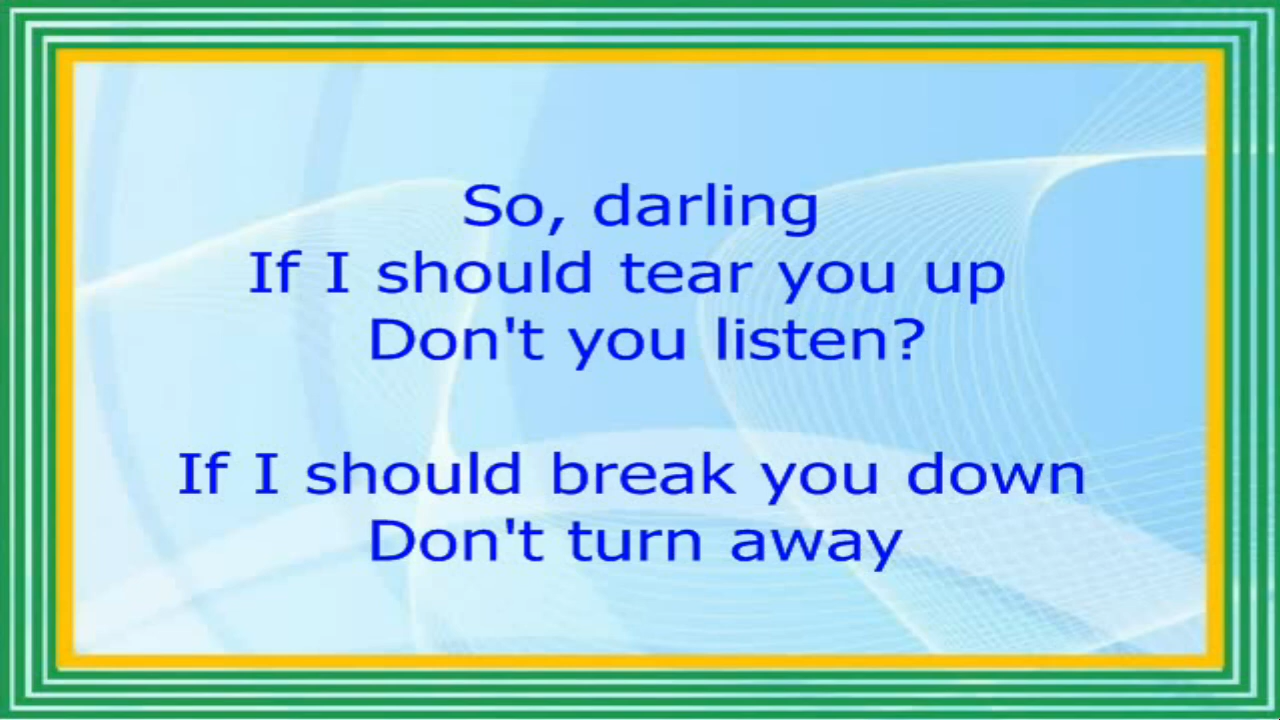 So, darling
If I should tear you up
Don't you listen?
If I should break you down
Don't turn away